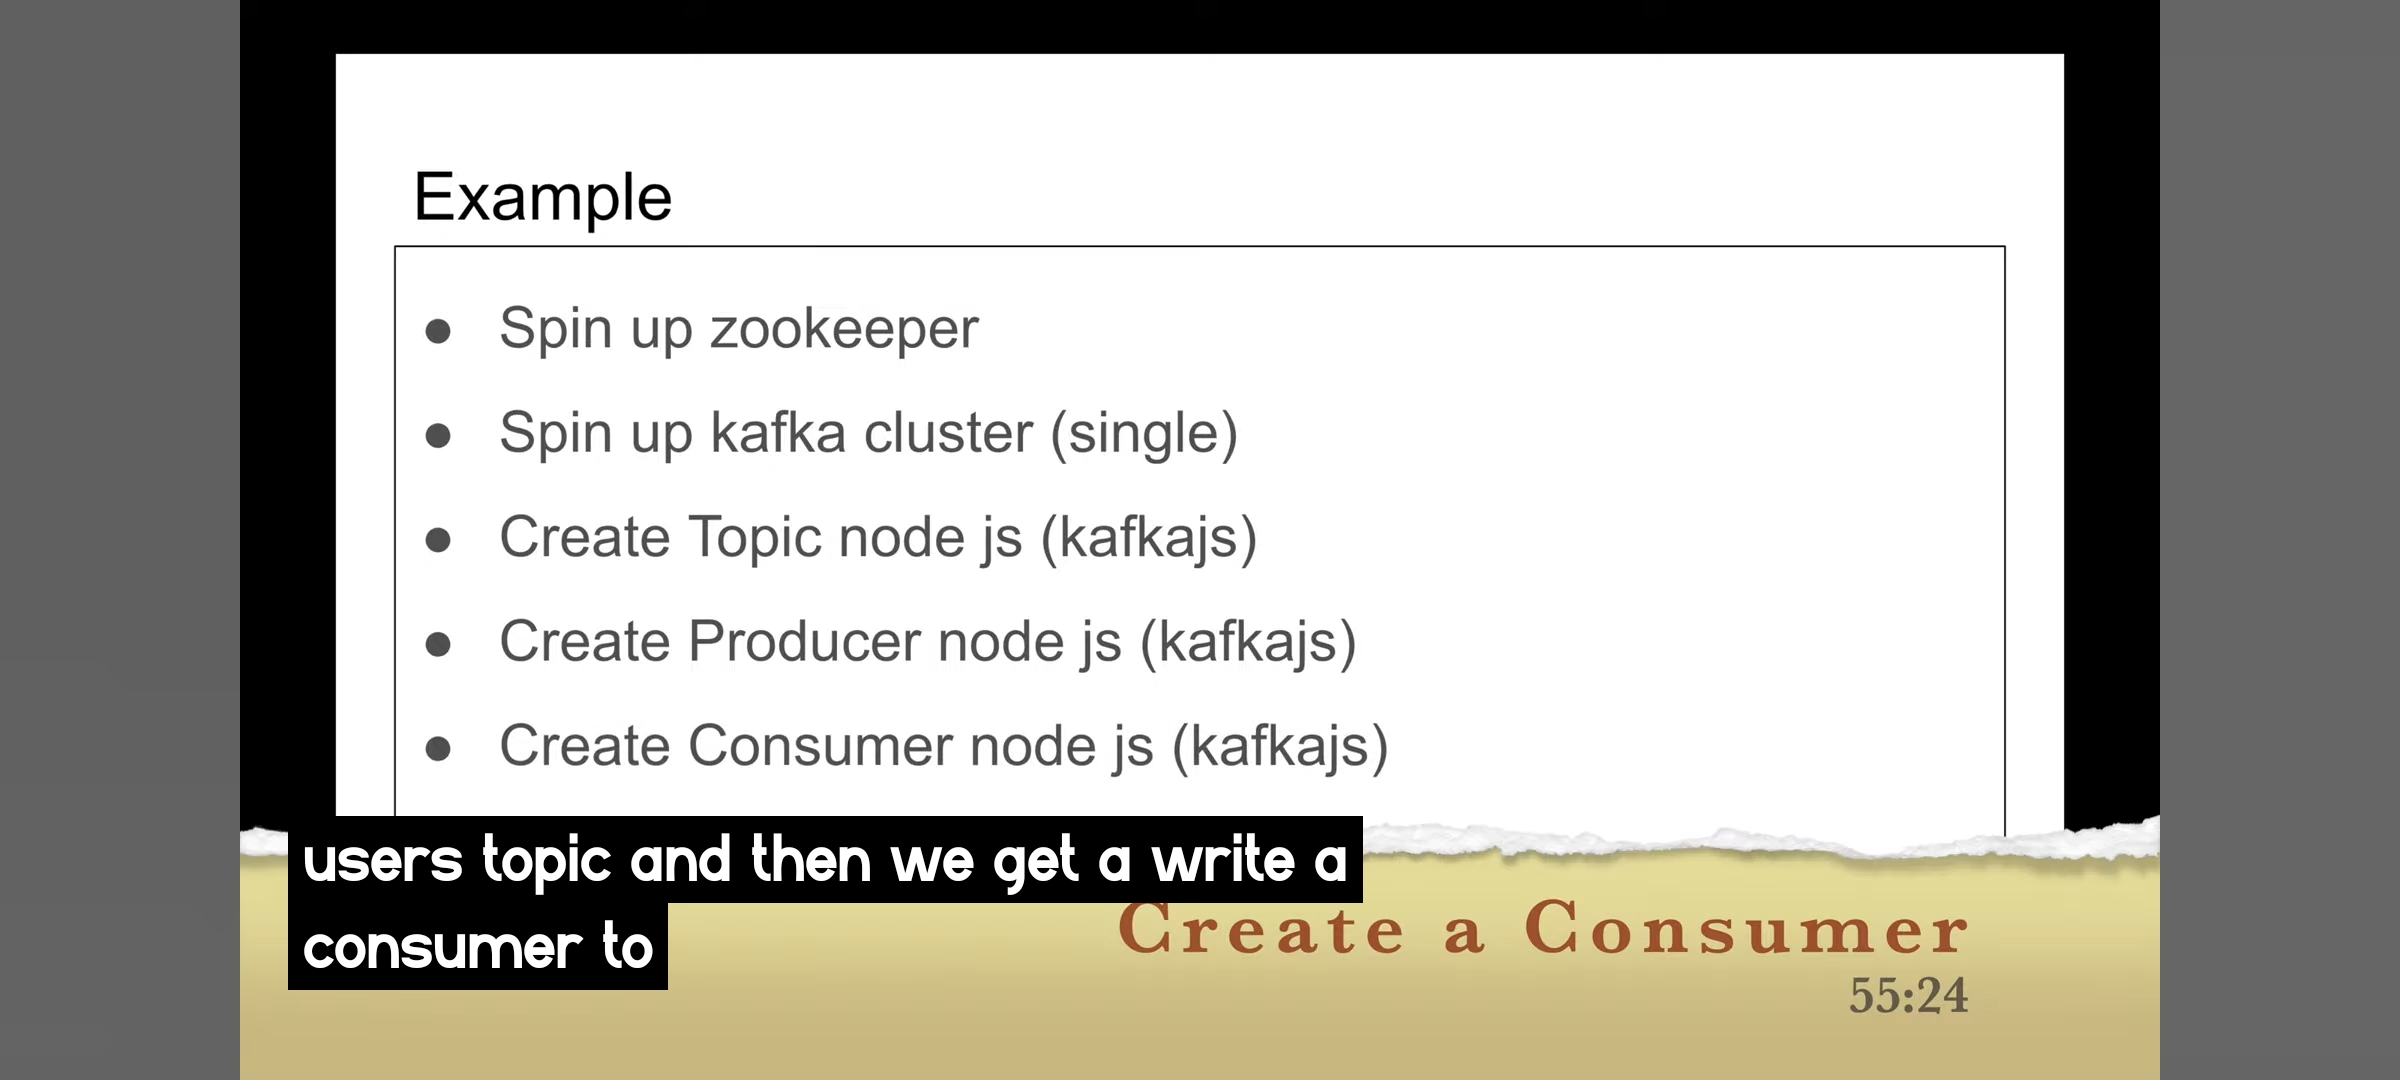 Example
● Spin up zookeeper
● Spin up kafka cluster (single)
● Create Topic node js (kafkajs)
● Create Producer node js (kafkajs)
● Create Consumer node js (kafkajs)
users topic and then we get a write a
consumer to
Create a Consumer
55:24